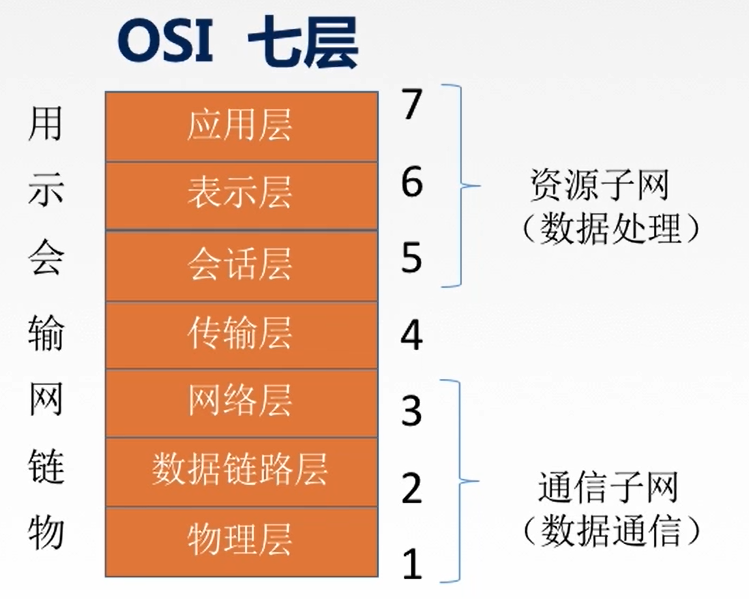 OSI 七层
用 应用层 7
示 表示层 6
会 会话层 5
输 传输层 4
网 网络层 3
链 数据链路层 2
物 物理层 1
资源子网
（数据处理）
通信子网
（数据通信）